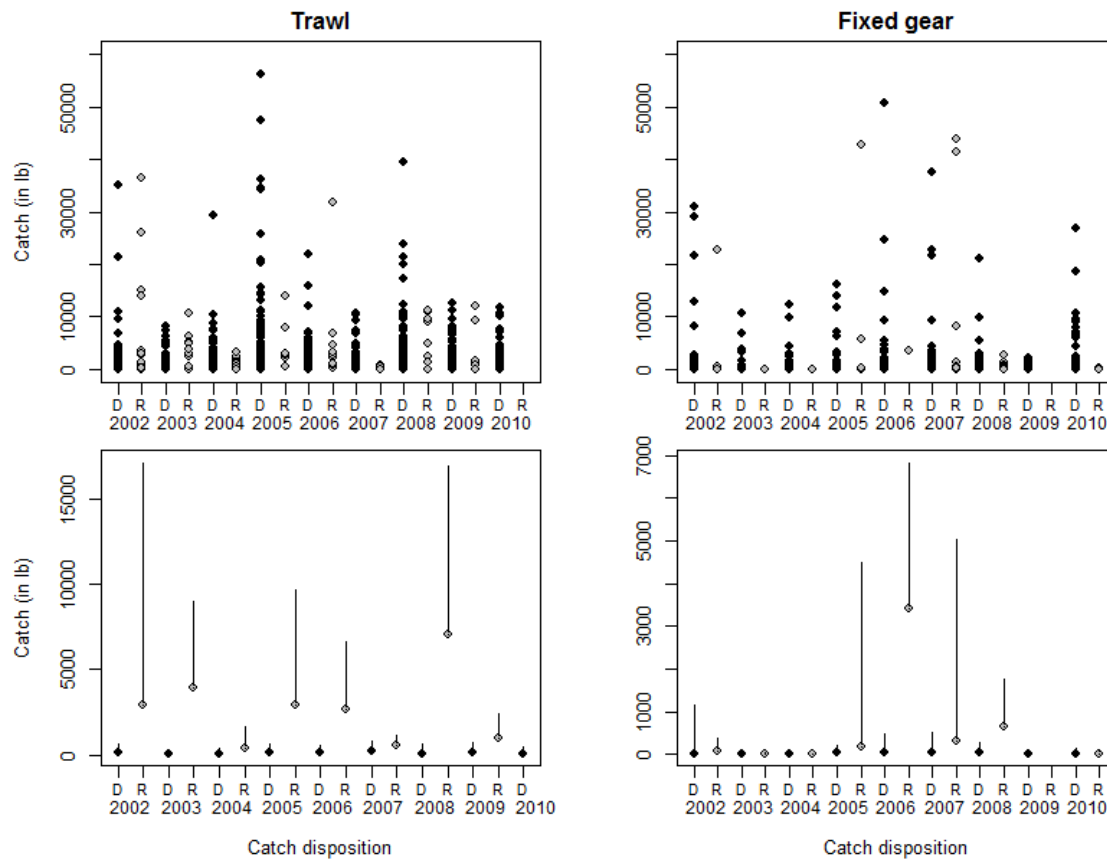 Trawl
Fixed gear
Catch (in lb)
50000
30000
10000
0
D R D R D R D R D R D R D R D R D R
2002 2003 2004 2005 2006 2007 2008 2009 2010
50000
30000
10000
0
D R D R D R D R D R D R D R D R D R
2002 2003 2004 2005 2006 2007 2008 2009 2010
Catch (in lb)
15000
10000
5000
0
D R D R D R D R D R D R D R D R D
2002 2003 2004 2005 2006 2007 2008 2009 2010
Catch disposition
7000
5000
3000
1000
0
D R D R D R D R D R D R D R D R D R
2002 2003 2004 2005 2006 2007 2008 2009 2010
Catch disposition